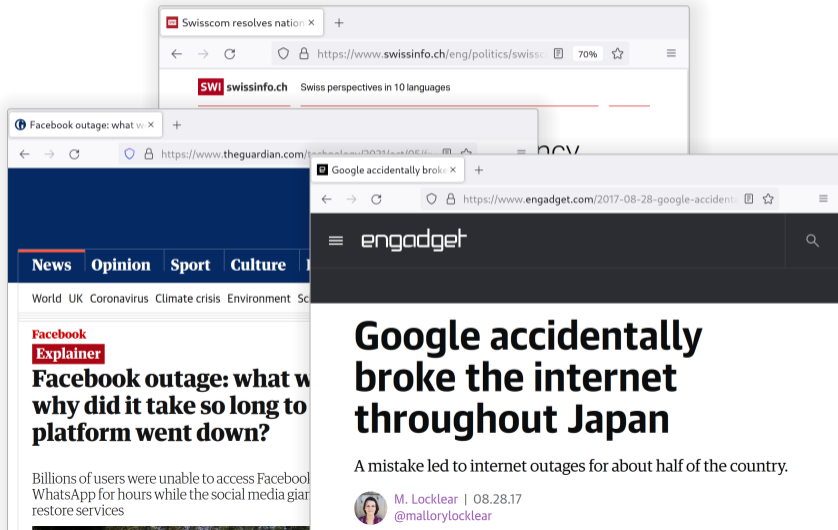 Swisscom resolves nation
https://www.swissinfo.ch/eng/politics/swissc
70%
SWI swissinfo.ch Swiss perspectives in 10 languages
ncy
Facebook outage: what w
https://www.theguardian.com/technology/2021/oct/05/fa
News Opinion Sport Culture
World UK Coronavirus Climate crisis Environment Sc
Facebook
Explainer
Facebook outage: what w
why did it take so long to
platform went down?
Billions of users were unable to access Facebook
WhatsApp for hours while the social media gian
restore services
Google accidentally broke
https://www.engadget.com/2017-08-28-google-accident
engadget
Google accidentally
broke the internet
throughout Japan
A mistake led to internet outages for about half of the country.
M. Locklear | 08.28.17
@mallorylocklear